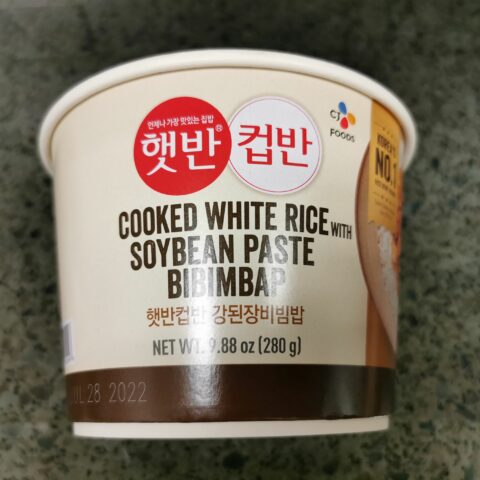 언제나 가장 맛있는 집밥
햇반®
컵반
CJ
FOODS
KOREA'S
NO.1
COOKED WHITE RICE WITH
SOYBEAN PASTE
BIBIMBAP
햇반컵반 강된장비빔밥
NET WT. 9.88 oz (280 g)
28 2022